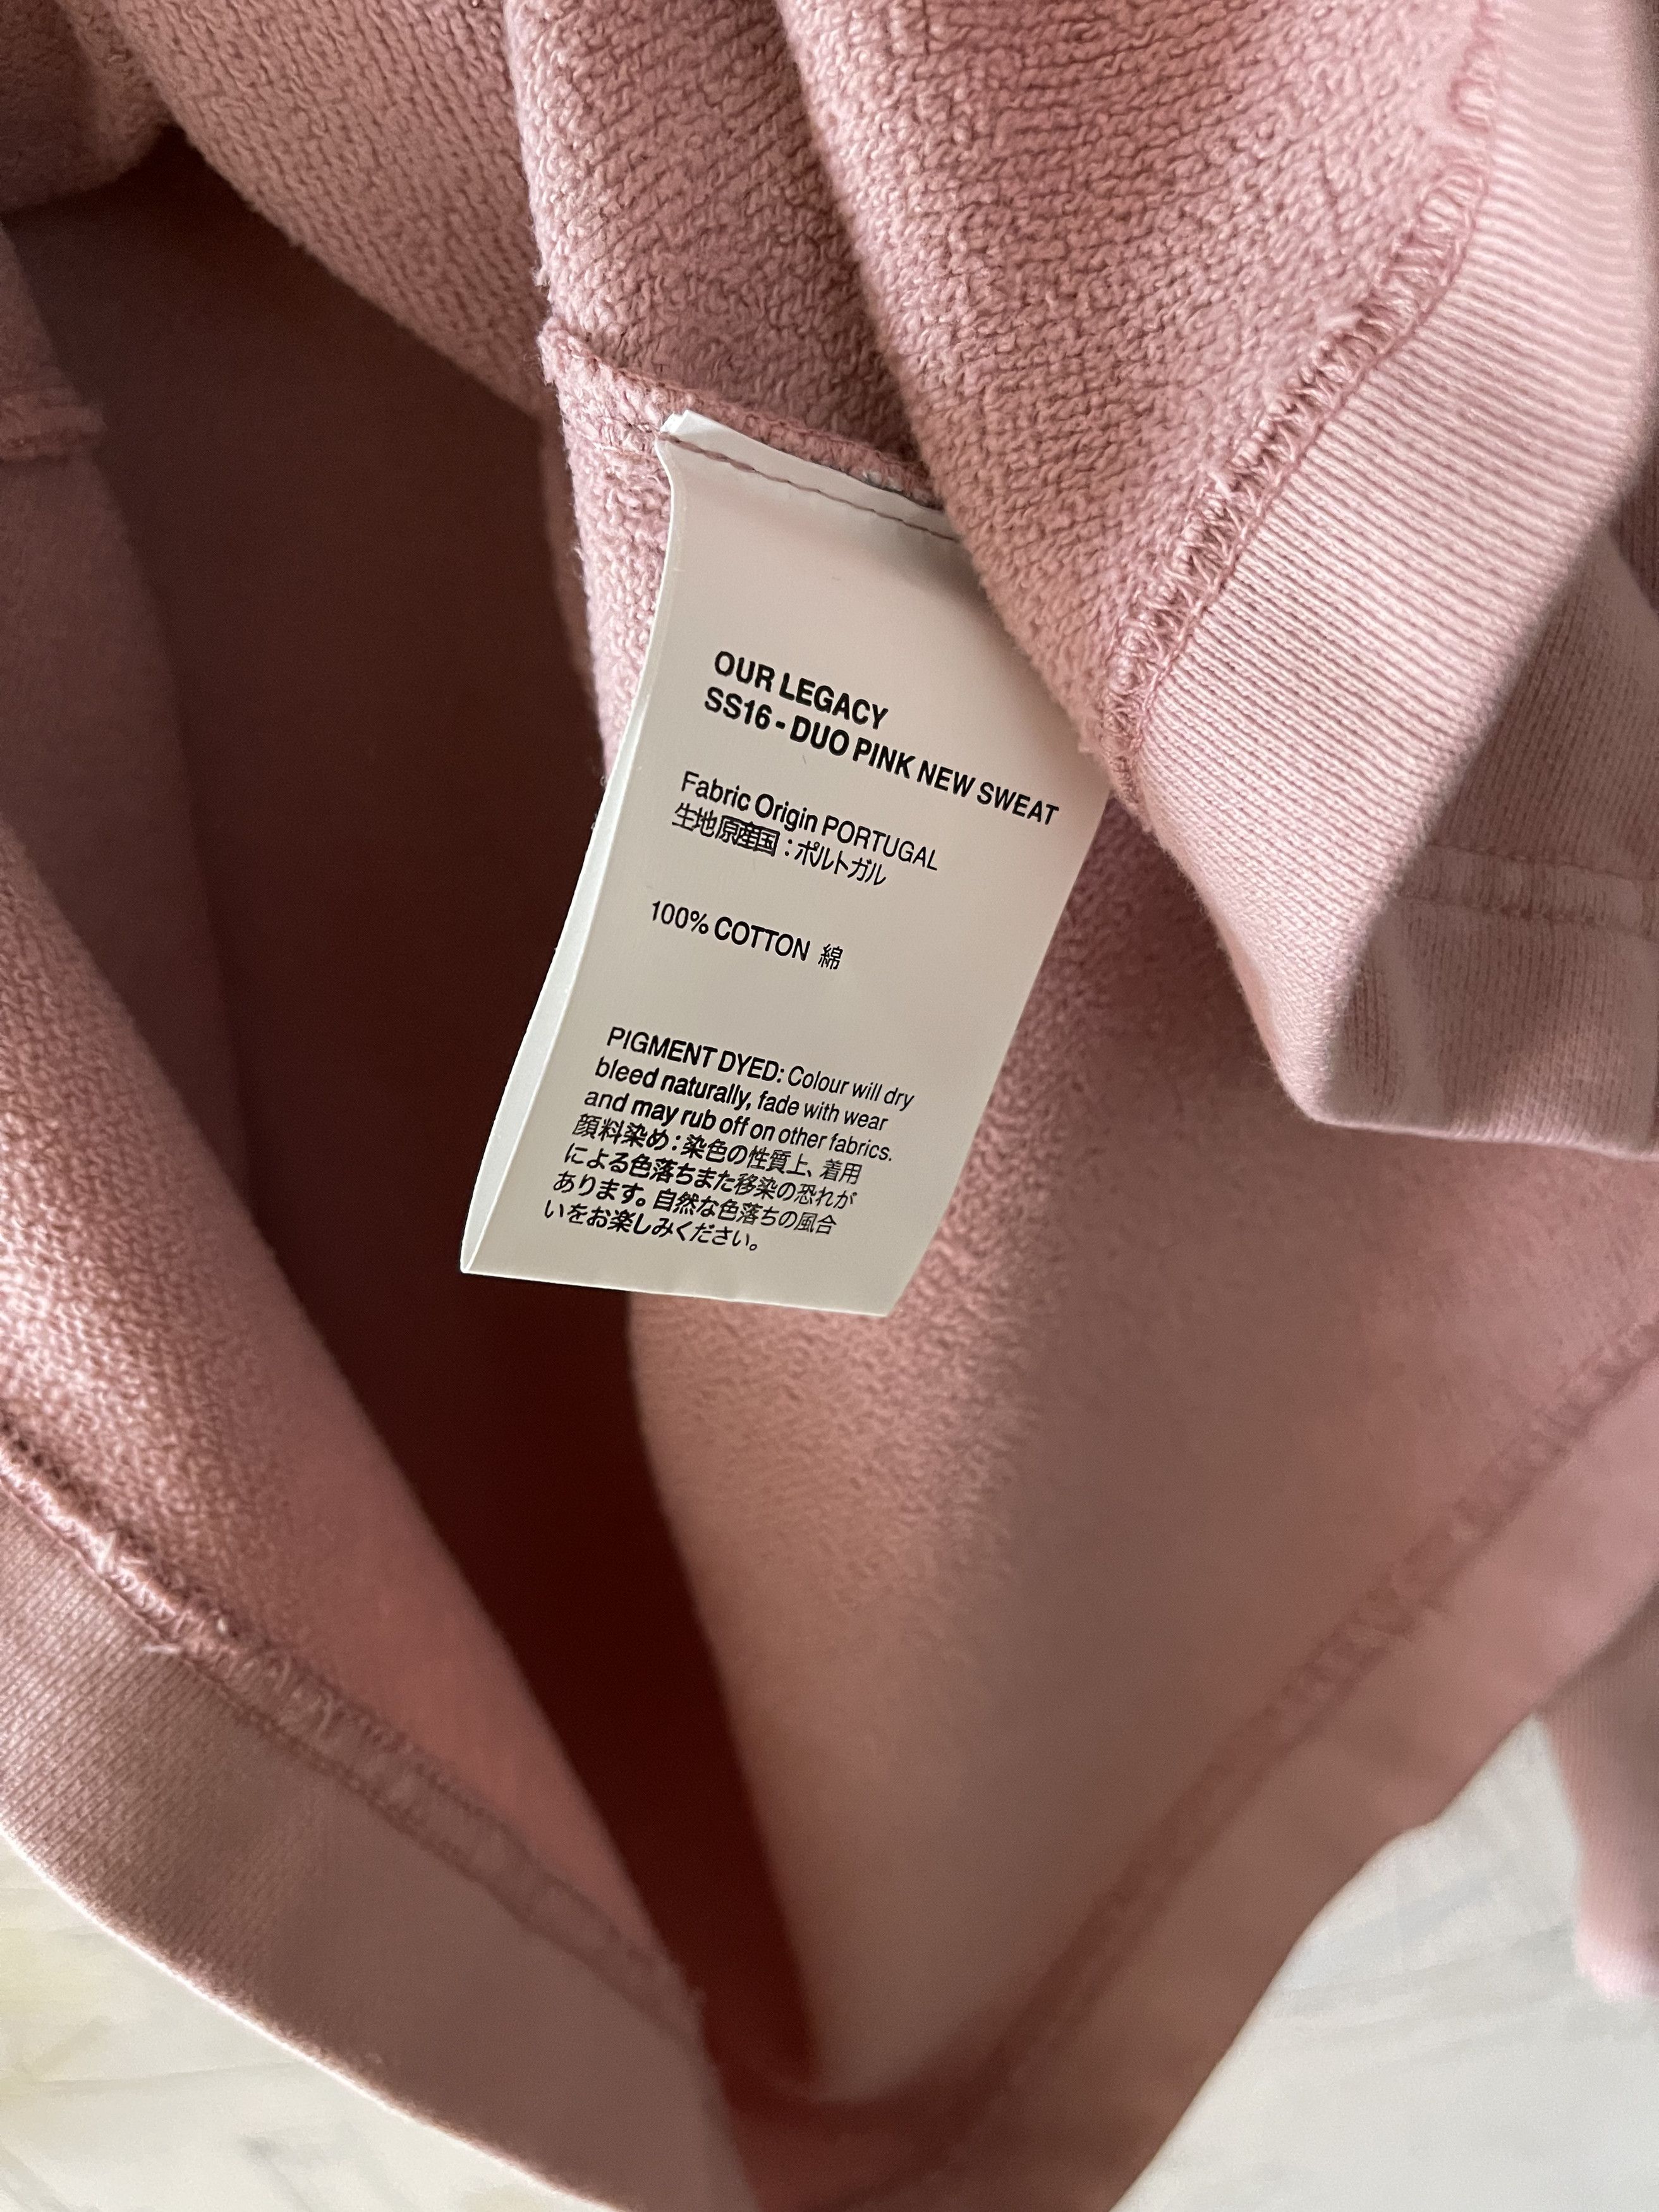 OUR LEGACY
SS16 - DUO PINK NEW SWEAT
Fabric Origin PORTUGAL
生地原産国：ポルトガル
100% COTTON 綿
PIGMENT DYED: Colour will dry
bleed naturally, fade with wear
and may rub off on other fabrics.
顔料染め：染色の性質上、着用
による色落ちまた移染の恐れが
あります。自然な色落ちの風合
いをお楽しみください。